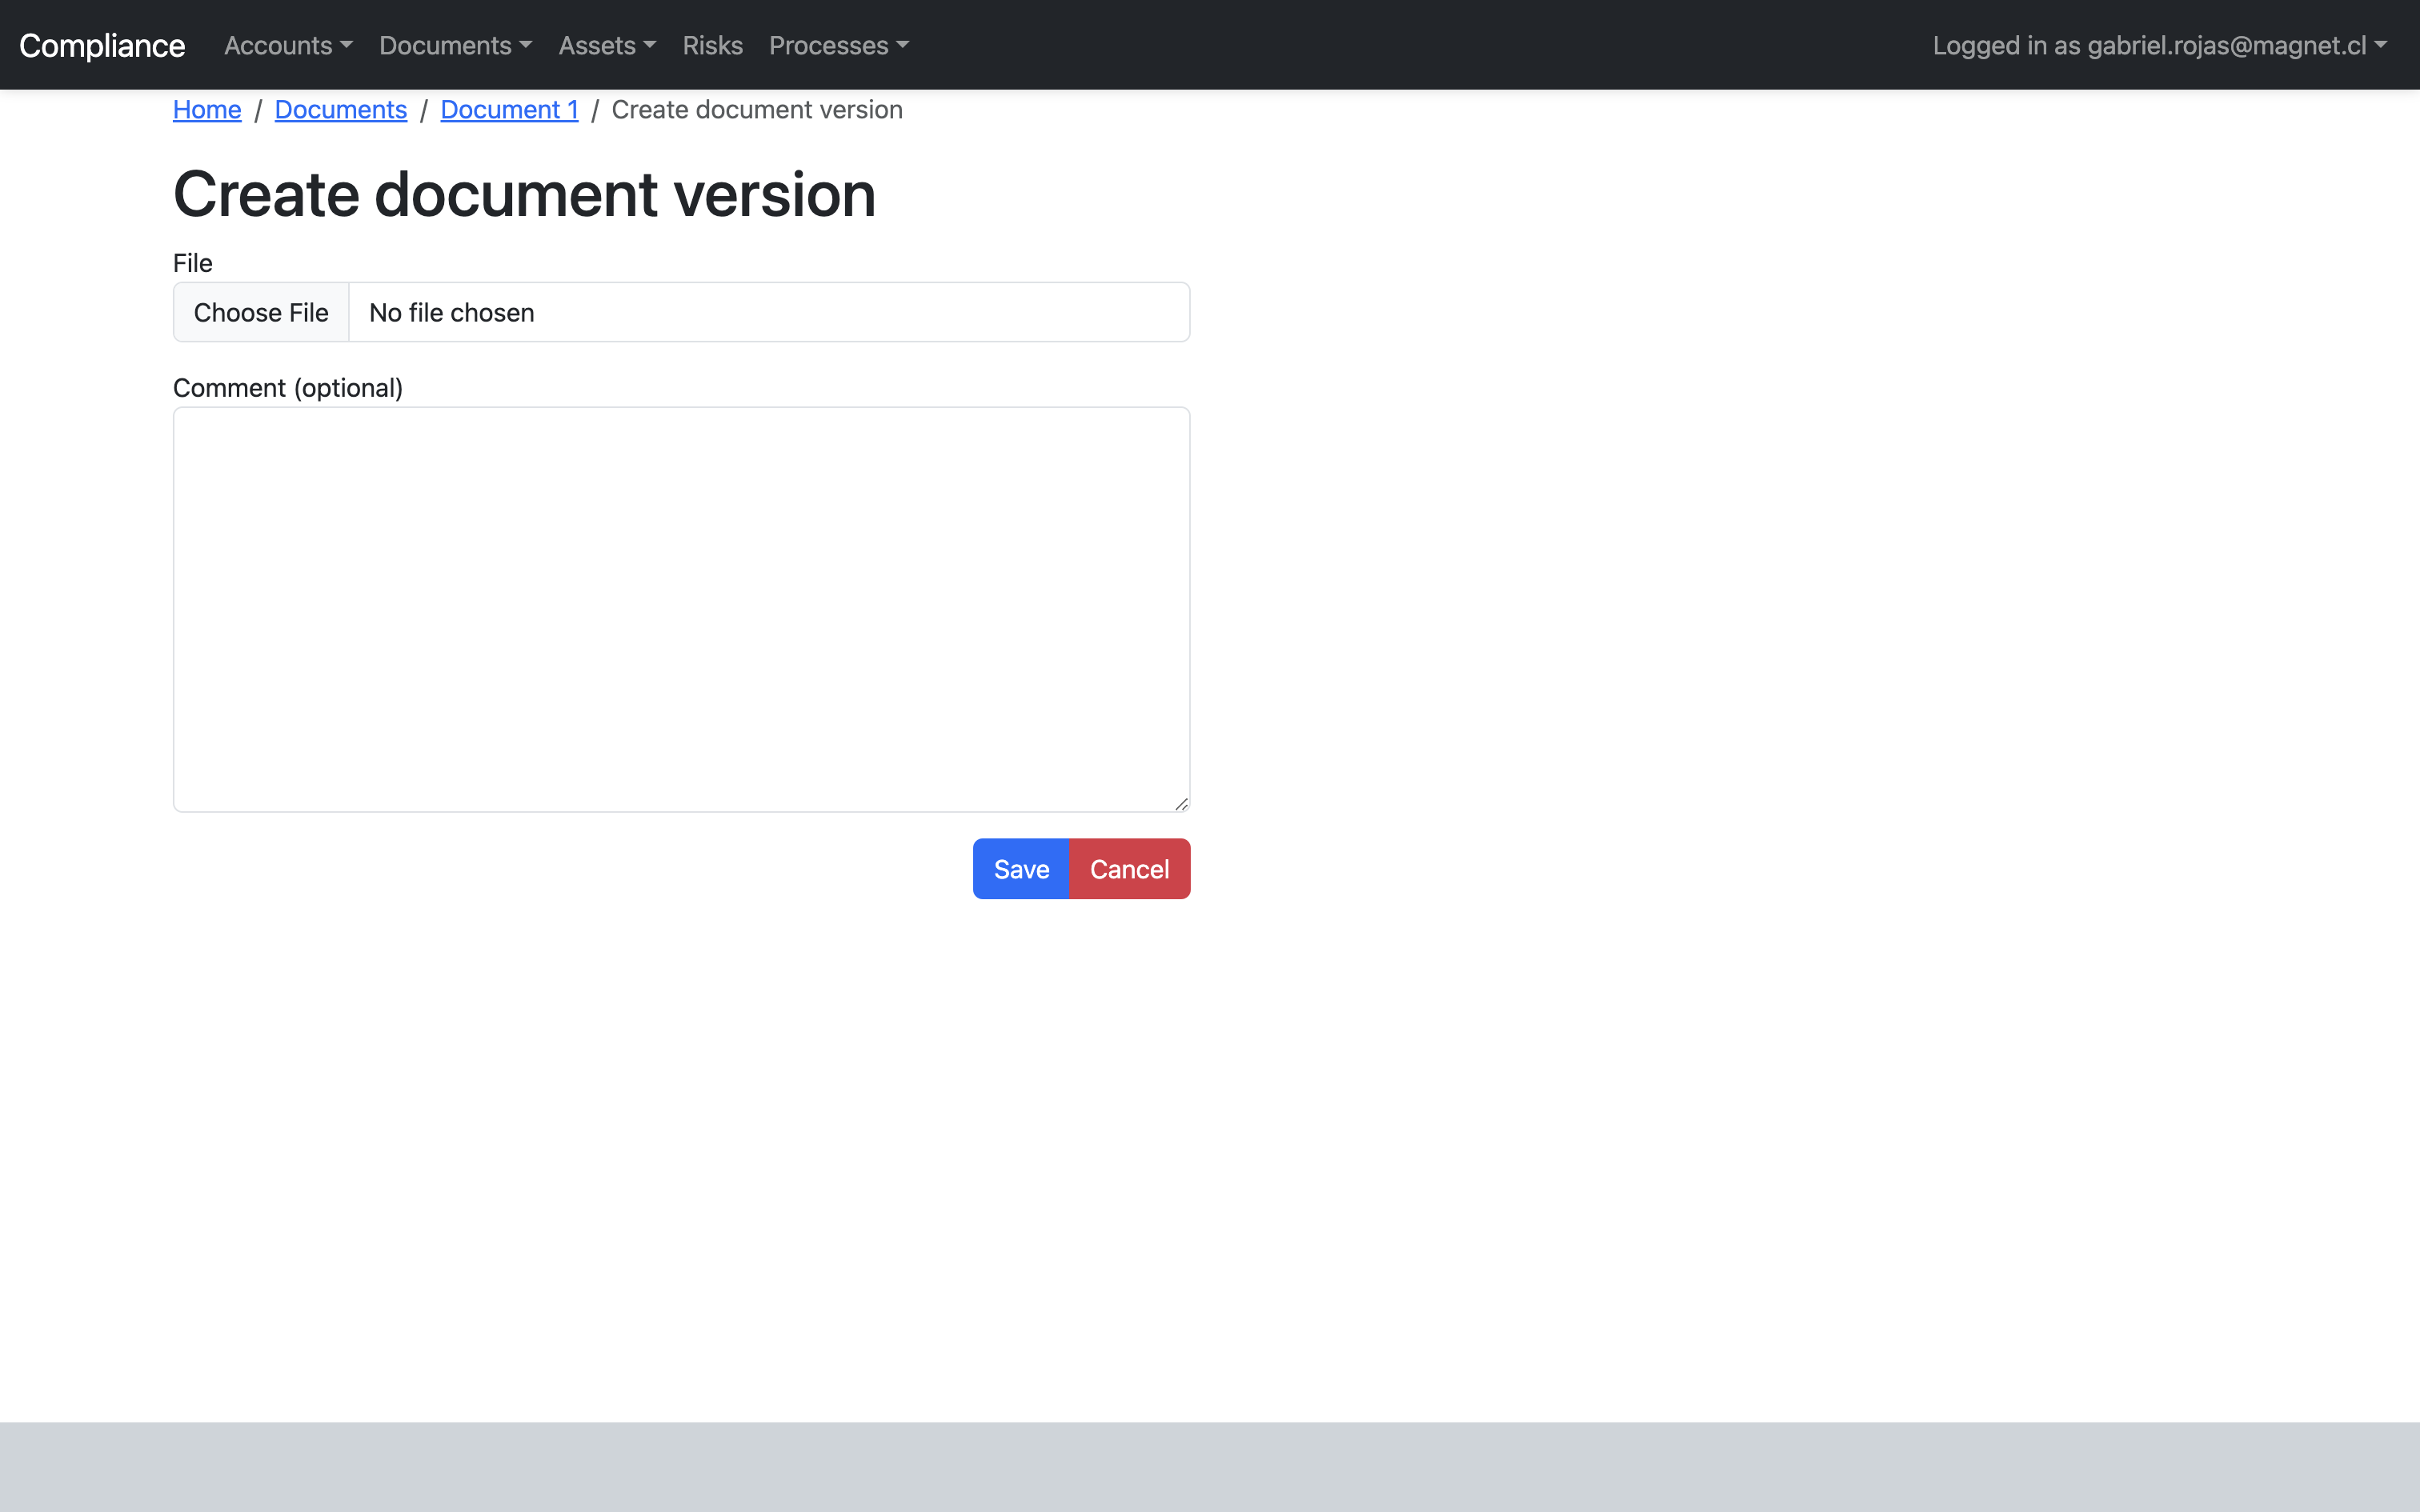 Compliance Accounts Documents Assets Risks Processes Logged in as gabriel.rojas@magnet.cl
Home / Documents / Document 1 / Create document version
Create document version
File
Choose File No file chosen
Comment (optional)
Save Cancel